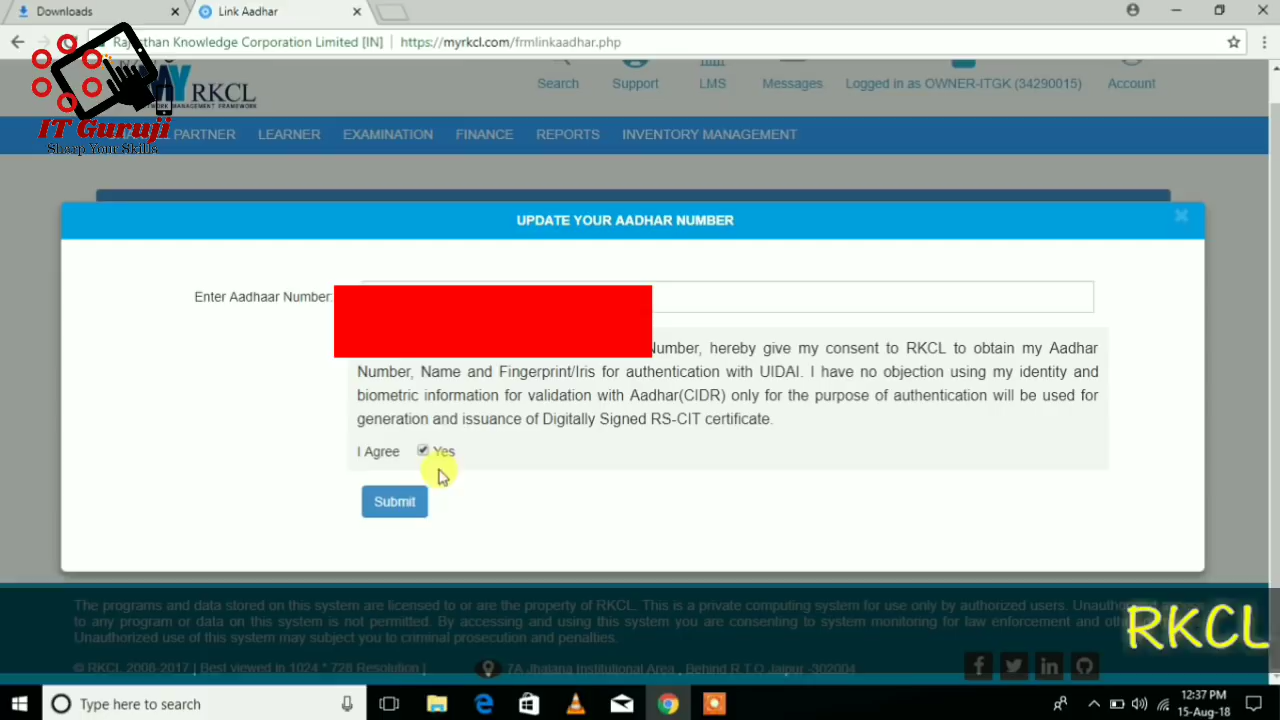 Downloads
Link Aadhar
Rajasthan Knowledge Corporation Limited [IN] https://myrkcl.com/frmlinkaadhar.php
MY RKCL
Search Support LMS Messages Logged in as OWNER-ITGK (34290015) Account
IT Guruji
Sharp Your Skills
PARTNER LEARNER EXAMINATION FINANCE REPORTS INVENTORY MANAGEMENT
UPDATE YOUR AADHAR NUMBER
Enter Aadhaar Number:
Number, hereby give my consent to RKCL to obtain my Aadhar
Number, Name and Fingerprint/Iris for authentication with UIDAI. I have no objection using my identity and
biometric information for validation with Aadhar(CIDR) only for the purpose of authentication will be used for
generation and issuance of Digitally Signed RS-CIT certificate.
I Agree Yes
Submit
The programs and data stored on this system are licensed to or are the property of RKCL. This is a private computing system for use only by authorized users.
to any program or data on this system is not permitted. By accessing and using this system you are consenting to system monitoring for law enforcement and
Unauthorized use of this system may subject you to criminal prosecution and penalties.
RKCL
© RKCL 2008-2017 | Best viewed in 1024 * 728 Resolution | 7A Jhalana Institutional Area , Behind R.T.O Jaipur -302004
Type here to search
12:37 PM
15-Aug-18